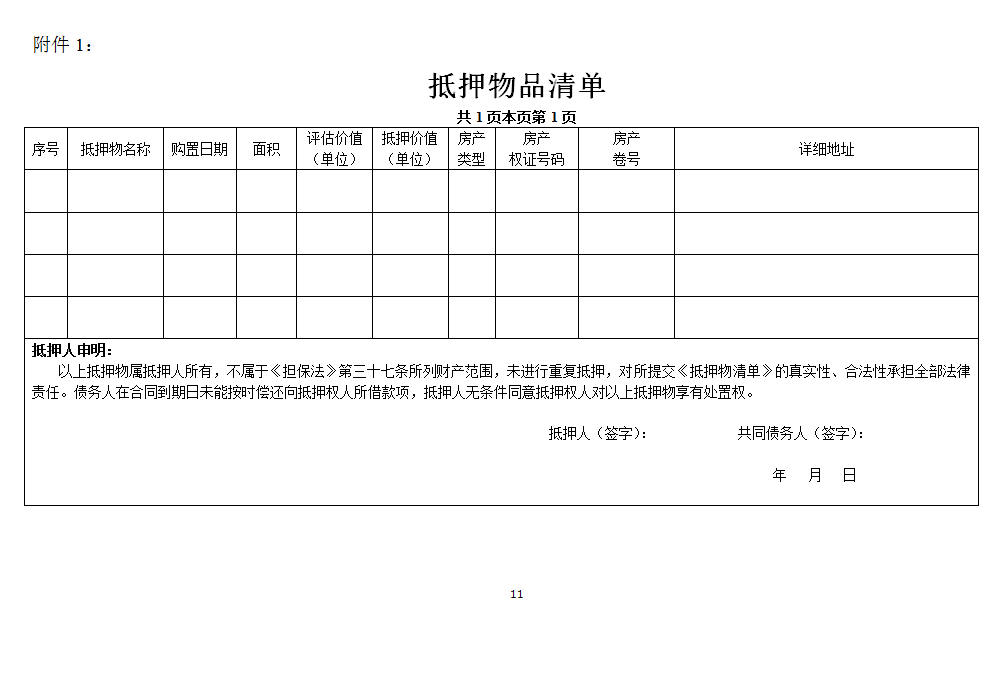 附件 1：
抵押物品清单
共 1 页本页第 1 页
序号 抵押物名称 购置日期 面积 评估价值（单位） 抵押价值（单位） 房产类型 房产权证号码 房产卷号 详细地址
抵押人申明：
以上抵押物属抵押人所有，不属于《担保法》第三十七条所列财产范围，未进行重复抵押，对所提交《抵押物清单》的真实性、合法性承担全部法律
责任。债务人在合同到期日未能按时偿还向抵押权人所借款项，抵押人无条件同意抵押权人对以上抵押物享有处置权。
抵押人（签字）： 共同债务人（签字）：
年 月 日
11